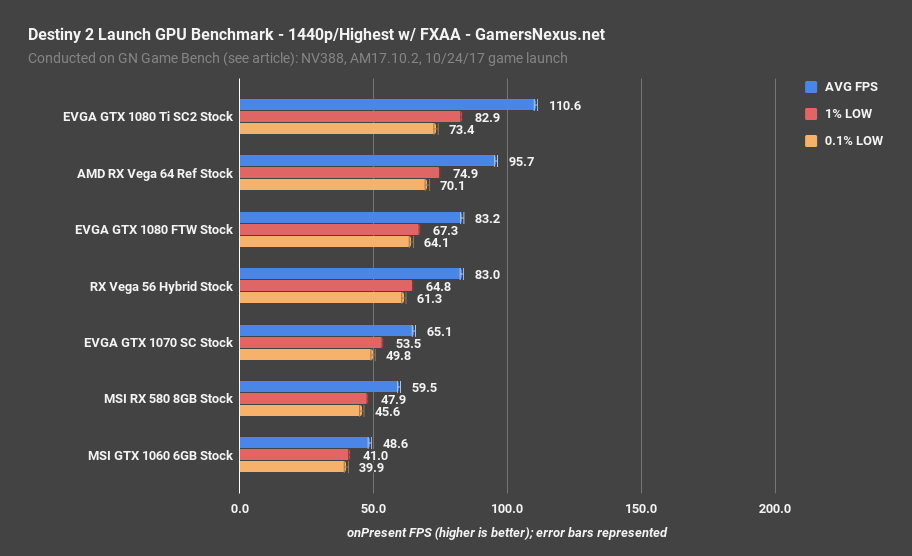 Destiny 2 Launch GPU Benchmark - 1440p/Highest w/ FXAA - GamersNexus.net
Conducted on GN Game Bench (see article): NV388, AM17.10.2, 10/24/17 game launch
AVG FPS
1% LOW
0.1% LOW
EVGA GTX 1080 Ti SC2 Stock
110.6
82.9
73.4
AMD RX Vega 64 Ref Stock
95.7
74.9
70.1
EVGA GTX 1080 FTW Stock
83.2
67.3
64.1
RX Vega 56 Hybrid Stock
83.0
64.8
61.3
EVGA GTX 1070 SC Stock
65.1
53.5
49.8
MSI RX 580 8GB Stock
59.5
47.9
45.6
MSI GTX 1060 6GB Stock
48.6
41.0
39.9
0.0 50.0 100.0 150.0 200.0
onPresent FPS (higher is better); error bars represented